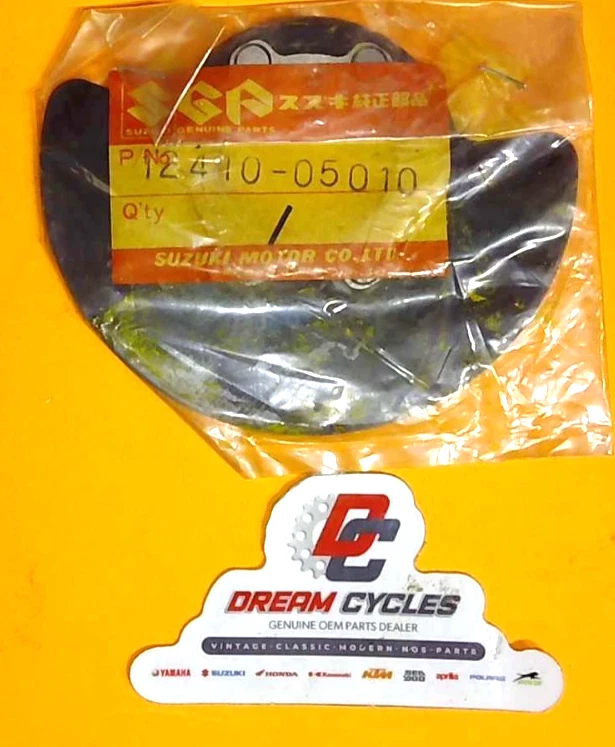 SGP スズキ純正部品
SUZUKI GENUINE PARTS
P No. 12410-05010
Q'ty 1
SUZUKI MOTOR CO.,LTD.
DC
DREAM CYCLES
GENUINE OEM PARTS DEALER
VINTAGE-CLASSIC-MODERN-NOS-PARTS
YAMAHA SUZUKI HONDA Kawasaki KTM aprilia POLARIS